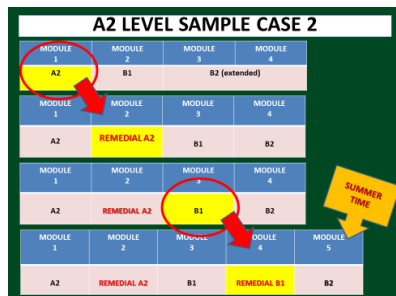 A2 LEVEL SAMPLE CASE 2
MODULE 1 MODULE 2 MODULE 3 MODULE 4
A2 B1 B2 (extended)
MODULE 1 MODULE 2 MODULE 3 MODULE 4
A2 REMEDIAL A2 B1 B2
MODULE 1 MODULE 2 MODULE 3 MODULE 4
A2 REMEDIAL A2 B1 B2
SUMMER
TIME
MODULE 1 MODULE 2 MODULE 3 MODULE 4 MODULE 5
A2 REMEDIAL A2 B1 REMEDIAL B1 B2